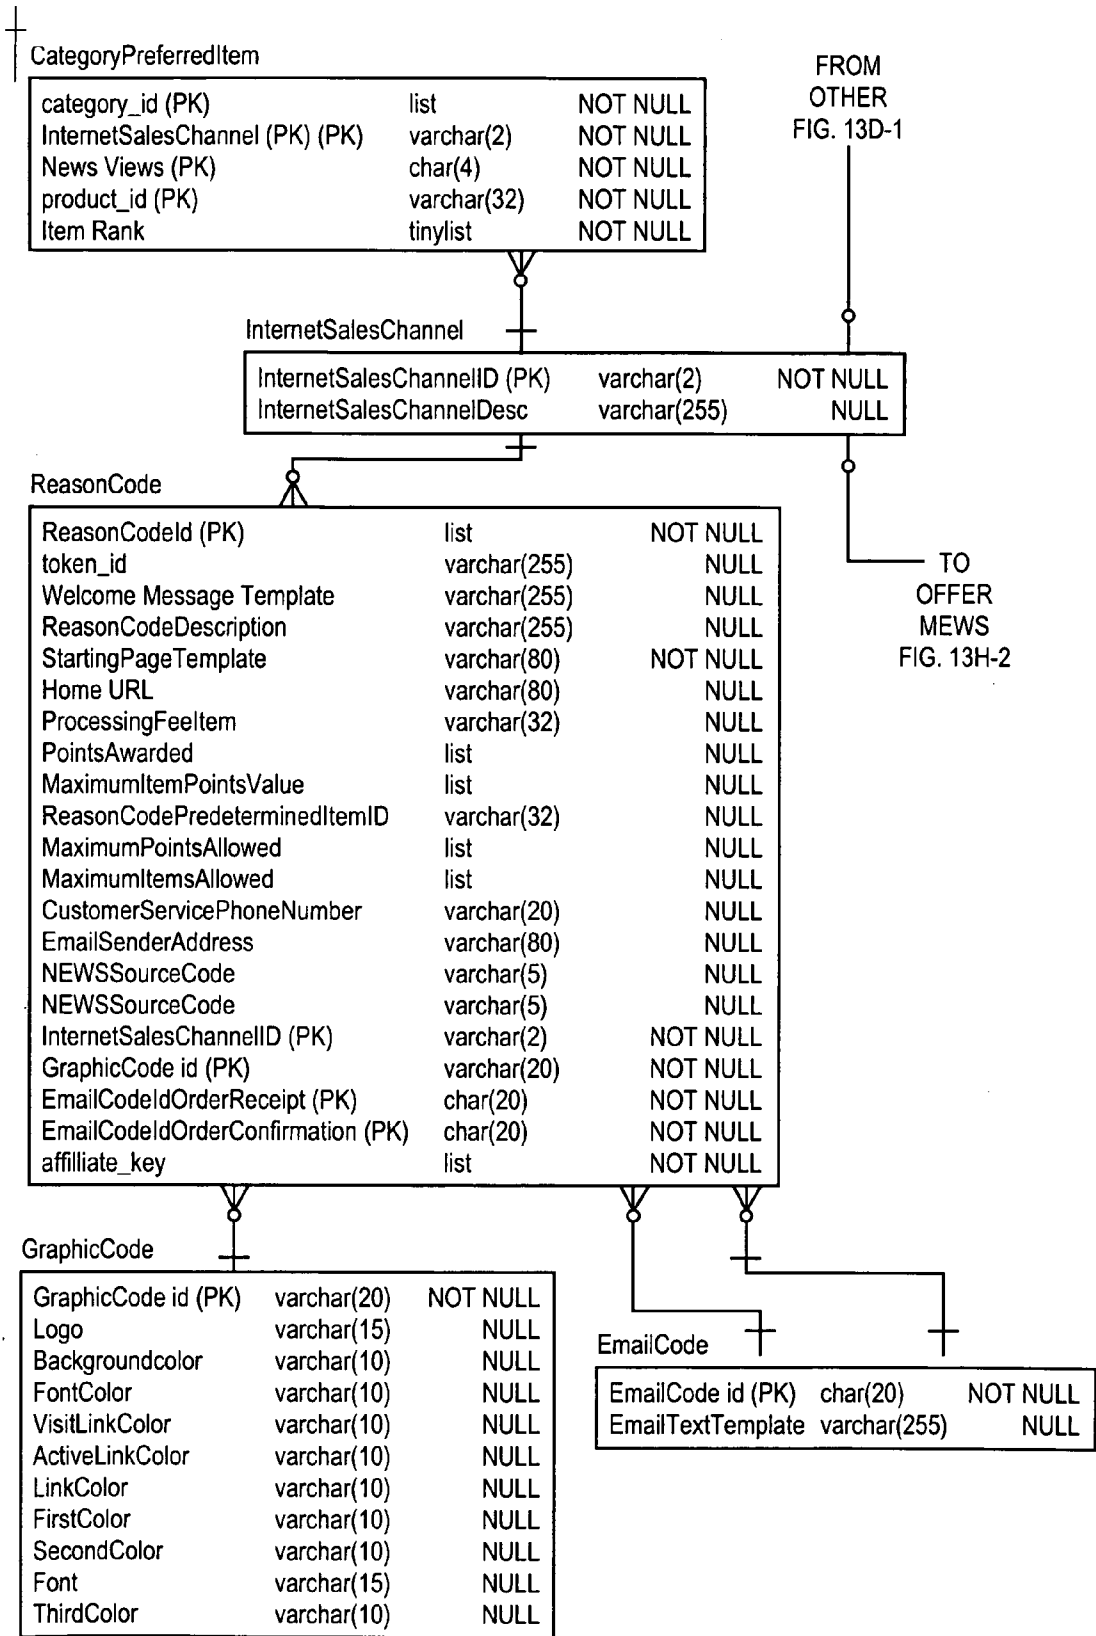 CategoryPreferredItem
category_id (PK) list NOT NULL
InternetSalesChannel (PK) (PK) varchar(2) NOT NULL
News Views (PK) char(4) NOT NULL
product_id (PK) varchar(32) NOT NULL
Item Rank tinylist NOT NULL
FROM
OTHER
FIG. 13D-1
InternetSalesChannel
InternetSalesChannelID (PK) varchar(2) NOT NULL
InternetSalesChannelDesc varchar(255) NULL
ReasonCode
ReasonCodeId (PK) list NOT NULL
token_id varchar(255) NULL
Welcome Message Template varchar(255) NULL
ReasonCodeDescription varchar(255) NULL
StartingPageTemplate varchar(80) NOT NULL
Home URL varchar(80) NULL
ProcessingFeeItem varchar(32) NULL
PointsAwarded list NULL
MaximumItemPointsValue list NULL
ReasonCodePredeterminedItemID varchar(32) NULL
MaximumPointsAllowed list NULL
MaximumItemsAllowed list NULL
CustomerServicePhoneNumber varchar(20) NULL
EmailSenderAddress varchar(80) NULL
NEWSSourceCode varchar(5) NULL
NEWSSourceCode varchar(5) NULL
InternetSalesChannelID (PK) varchar(2) NOT NULL
GraphicCode id (PK) varchar(20) NOT NULL
EmailCodeIdOrderReceipt (PK) char(20) NOT NULL
EmailCodeIdOrderConfirmation (PK) char(20) NOT NULL
affilliate_key list NOT NULL
TO
OFFER
MEWS
FIG. 13H-2
GraphicCode
GraphicCode id (PK) varchar(20) NOT NULL
Logo varchar(15) NULL
Backgroundcolor varchar(10) NULL
FontColor varchar(10) NULL
VisitLinkColor varchar(10) NULL
ActiveLinkColor varchar(10) NULL
LinkColor varchar(10) NULL
FirstColor varchar(10) NULL
SecondColor varchar(10) NULL
Font varchar(15) NULL
ThirdColor varchar(10) NULL
EmailCode
EmailCode id (PK) char(20) NOT NULL
EmailTextTemplate varchar(255) NULL